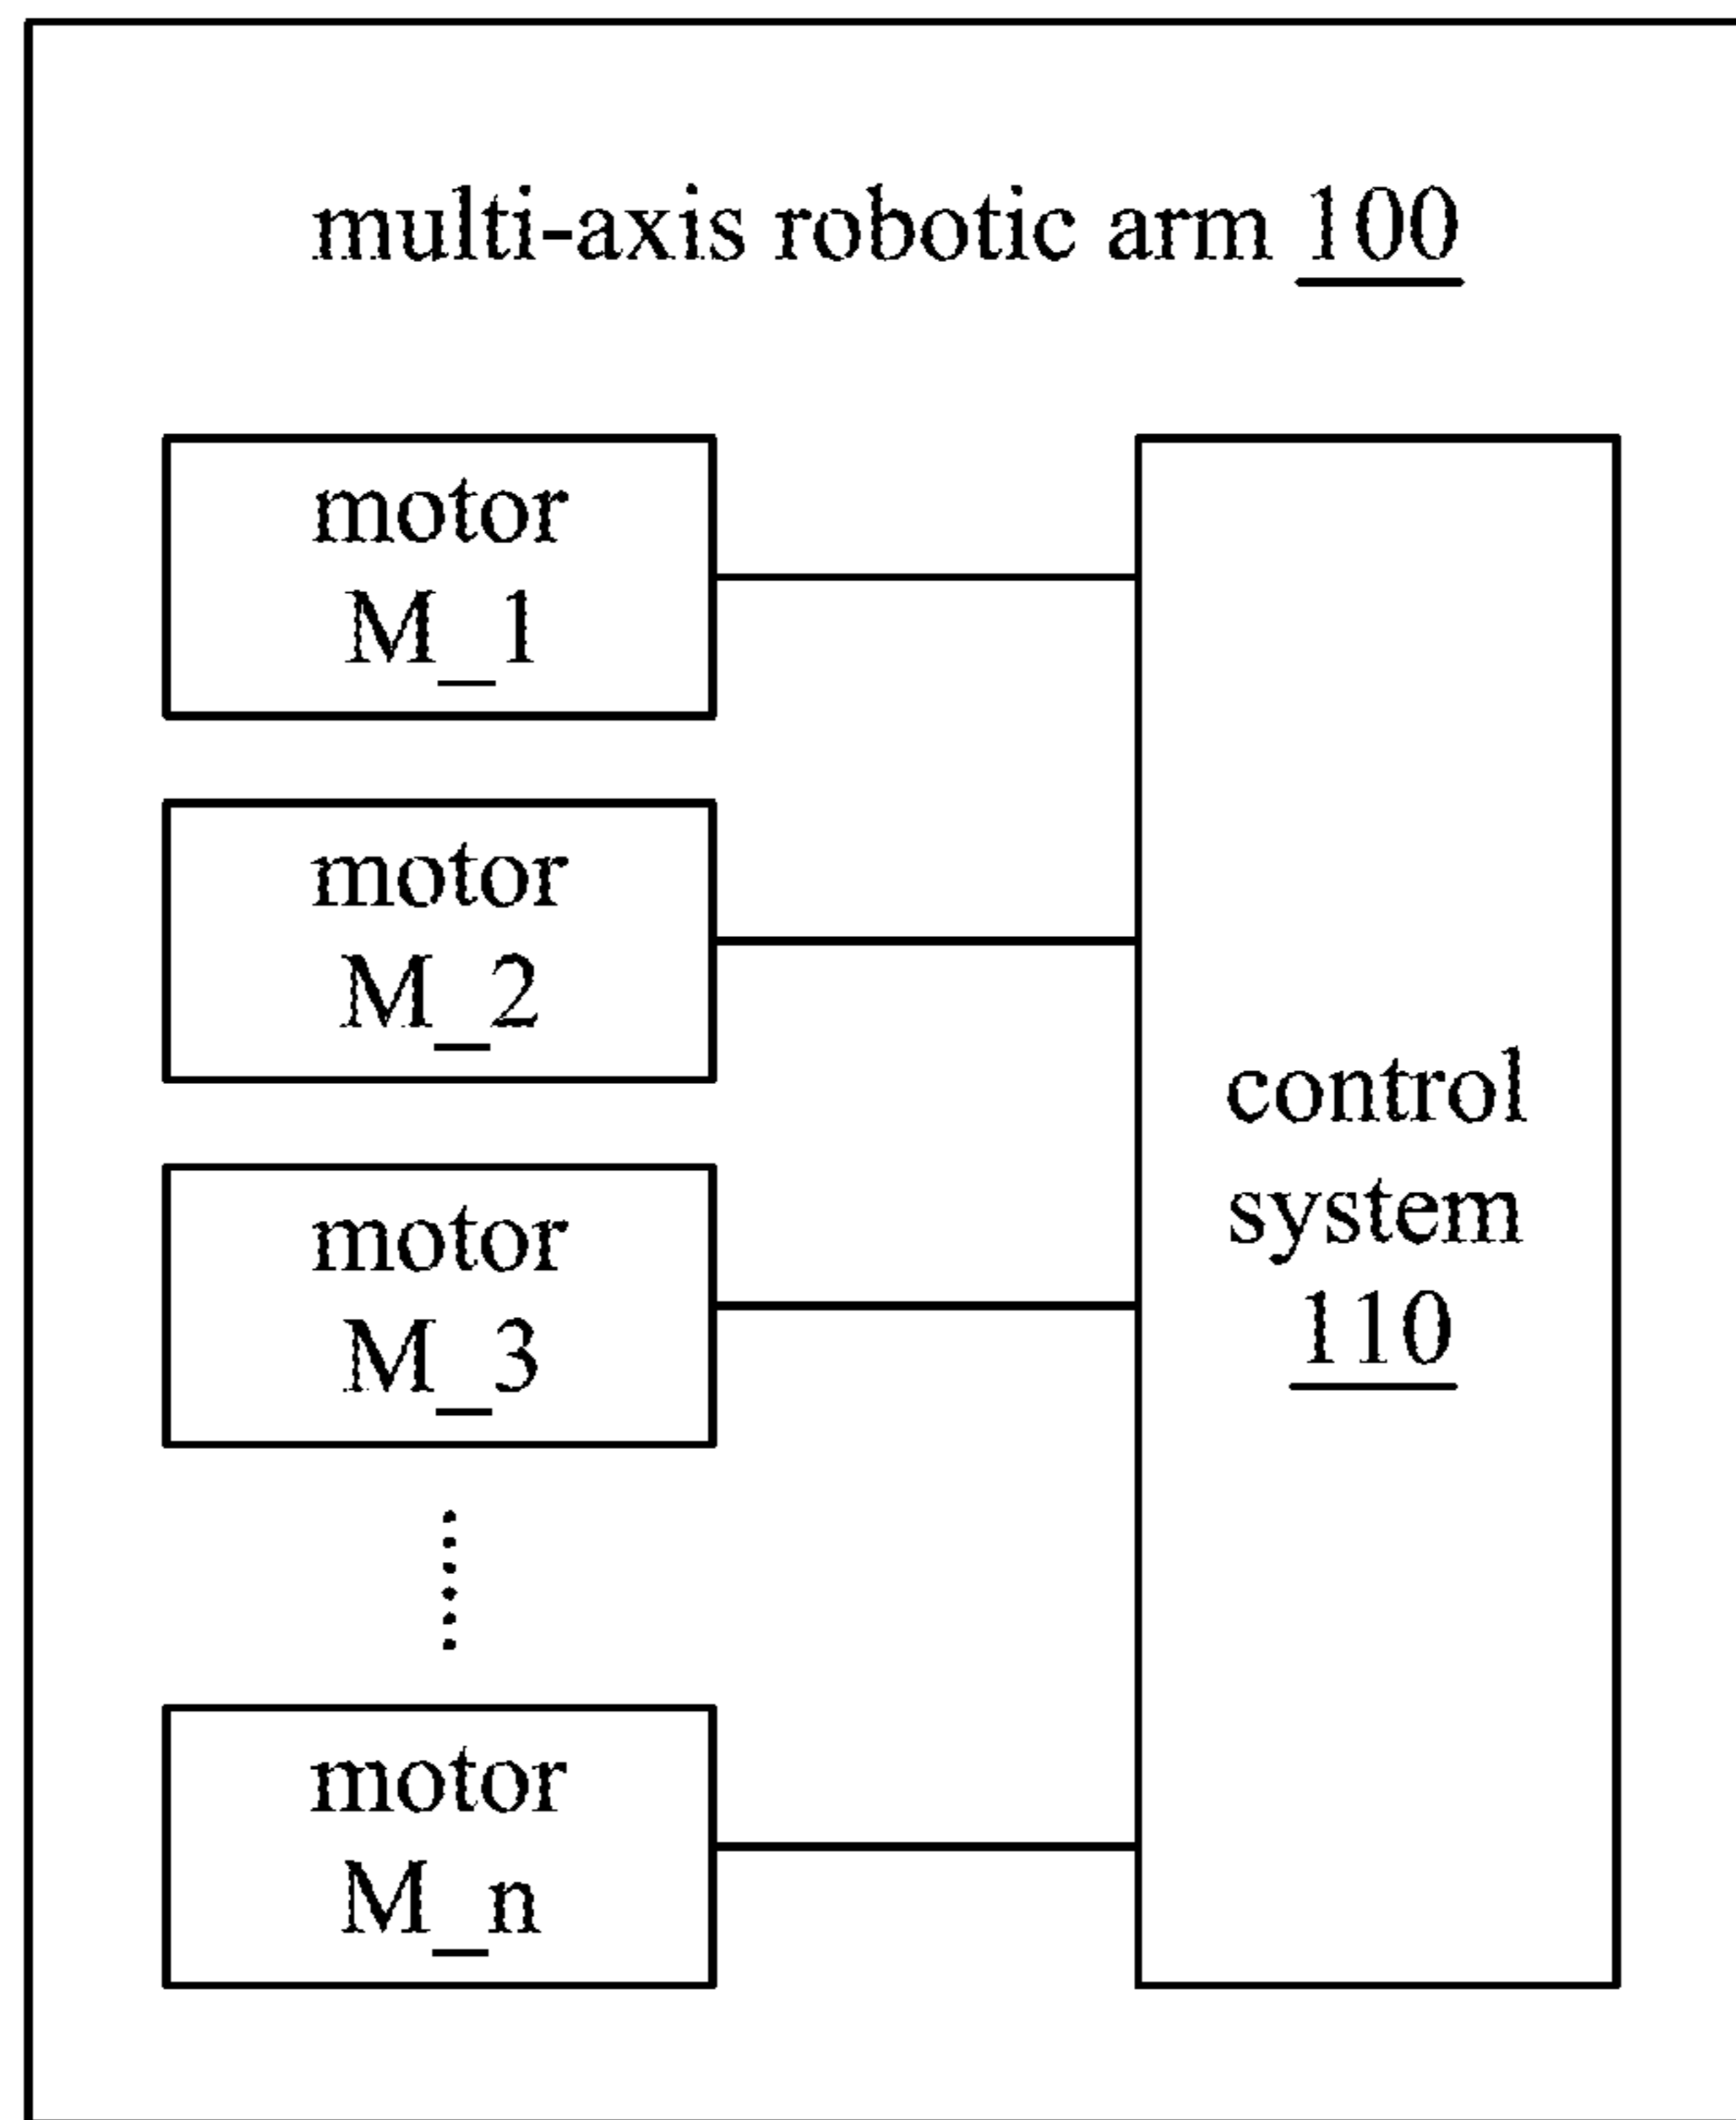 multi-axis robotic arm 100
motor
M_1
motor
M_2
motor
M_3
motor
M_n
control
system
110